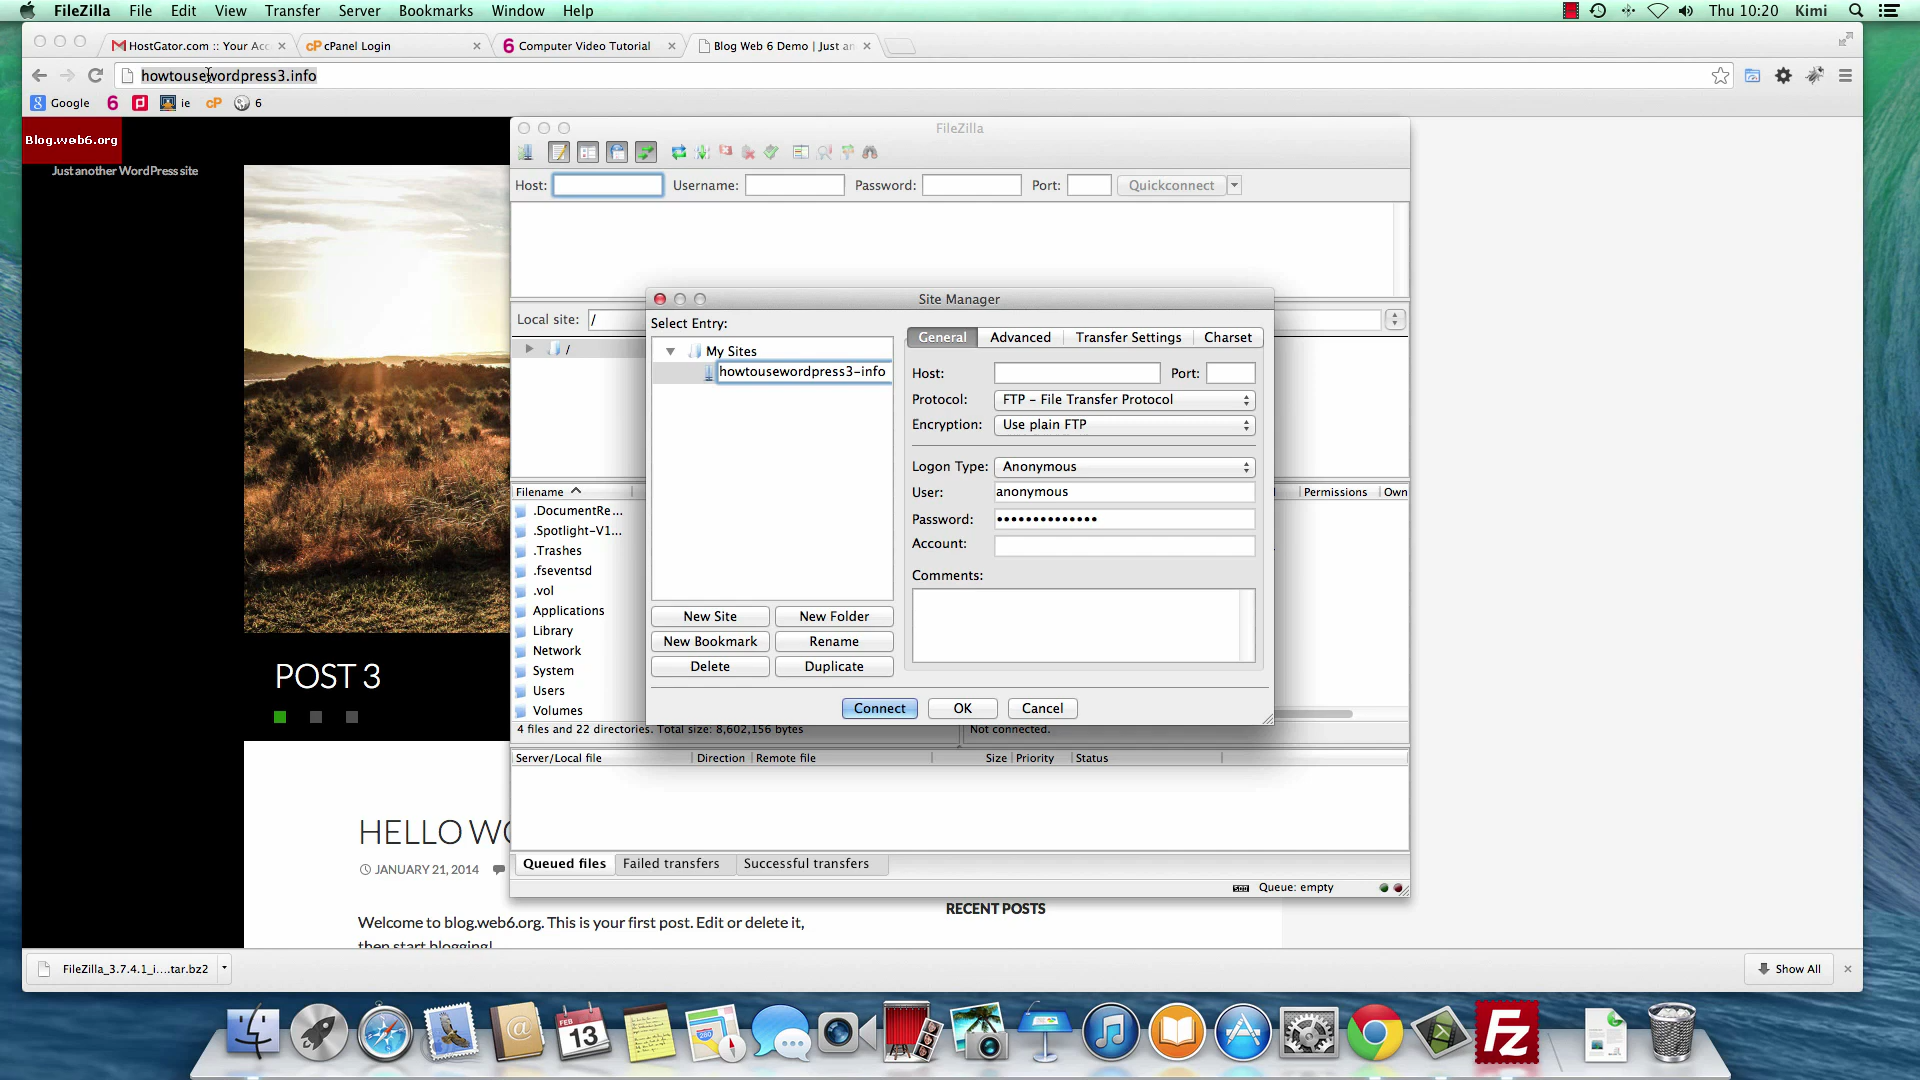 FileZilla File Edit View Transfer Server Bookmarks Window Help Thu 10:20 Kimi
HostGator.com :: Your Acc cPanel Login Computer Video Tutorial Blog Web 6 Demo | Just an
howtousewordpress3.info
Google 6 ie cP 6
Blog.web6.org
Just another WordPress site
FileZilla
Host: Username: Password: Port: Quickconnect
Site Manager
Local site: /
/
Select Entry:
My Sites
howtousewordpress3-info
General Advanced Transfer Settings Charset
Host: Port:
Protocol: FTP - File Transfer Protocol
Encryption: Use plain FTP
Logon Type: Anonymous
User: anonymous
Password: ••••••••••••••
Account:
Comments:
New Site New Folder
New Bookmark Rename
Delete Duplicate
Connect OK Cancel
Filename Permissions Own
.DocumentRe...
.Spotlight-V1...
.Trashes
.fseventsd
.vol
Applications
Library
Network
System
Users
Volumes
4 files and 22 directories. Total size: 8,602,156 bytes Not connected.
Server/Local file Direction Remote file Size Priority Status
Queued files Failed transfers Successful transfers
Queue: empty
POST 3
HELLO WO
JANUARY 21, 2014
Welcome to blog.web6.org. This is your first post. Edit or delete it,
then start blogging!
RECENT POSTS
FileZilla_3.7.4.1_i....tar.bz2 Show All
FEB
13
Fz